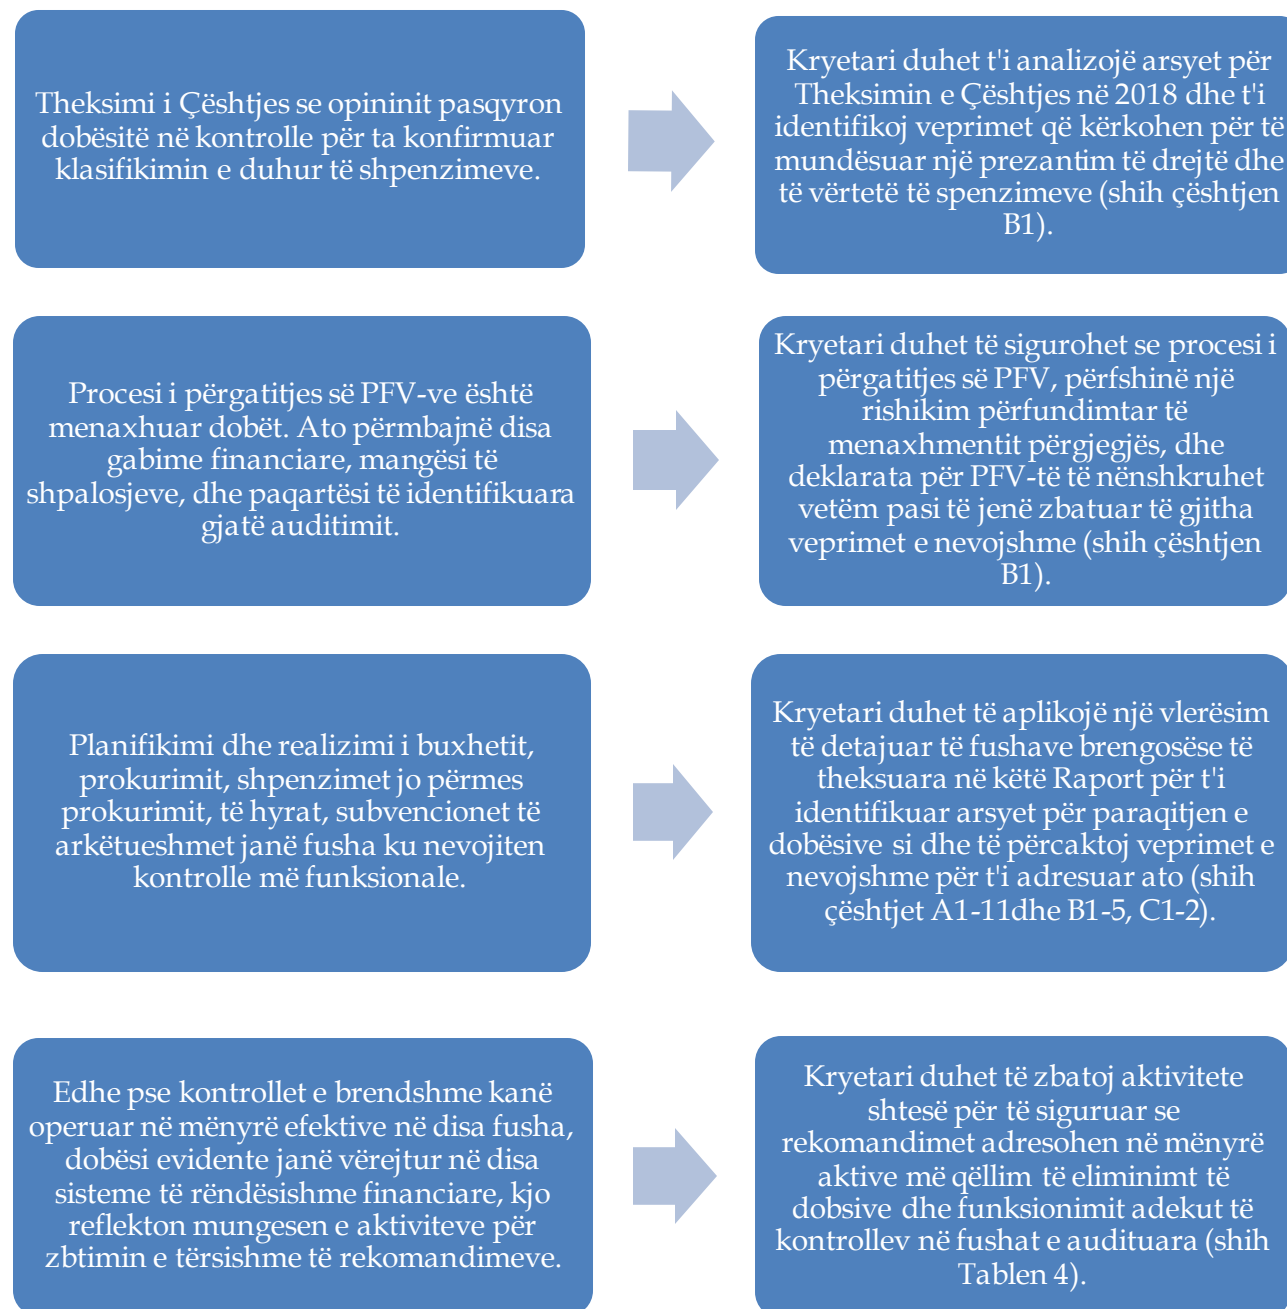 Theksimi i Çështjes se opininit pasqyron
dobësitë në kontrolle për ta konfirmuar
klasifikimin e duhur të shpenzimeve.
Kryetari duhet t'i analizojë arsyet për
Theksimin e Çështjes në 2018 dhe t'i
identifikoj veprimet që kërkohen për të
mundësuar një prezantim të drejtë dhe
të vërtetë të spenzimeve (shih çështjen
B1).
Procesi i përgatitjes së PFV-ve është
menaxhuar dobët. Ato përmbajnë disa
gabime financiare, mangësi të
shpalosjeve, dhe paqartësi të identifikuara
gjatë auditimit.
Kryetari duhet të sigurohet se procesi i
përgatitjes së PFV, përfshinë një
rishikim përfundimtar të
menaxhmentit përgjegjës, dhe
deklarata për PFV-të të nënshkruhet
vetëm pasi të jenë zbatuar të gjitha
veprimet e nevojshme (shih çështjen
B1).
Planifikimi dhe realizimi i buxhetit,
prokurimit, shpenzimet jo përmes
prokurimit, të hyrat, subvencionet të
arkëtueshmet janë fusha ku nevojiten
kontrolle më funksionale.
Kryetari duhet të aplikojë një vlerësim
të detajuar të fushave brengosëse të
theksuara në këtë Raport për t'i
identifikuar arsyet për paraqitjen e
dobësive si dhe të përcaktoj veprimet e
nevojshme për t'i adresuar ato (shih
çështjet A1-11dhe B1-5, C1-2).
Edhe pse kontrollet e brendshme kanë
operuar në mënyrë efektive në disa fusha,
dobësi evidente janë vërejtur në disa
sisteme të rëndësishme financiare, kjo
reflekton mungesen e aktiviteve për
zbtimin e tërsishme të rekomandimeve.
Kryetari duhet të zbatoj aktivitete
shtesë për të siguruar se
rekomandimet adresohen në mënyrë
aktive më qëllim të eliminimt të
dobsive dhe funksionimit adekut të
kontrollev në fushat e audituara (shih
Tablen 4).